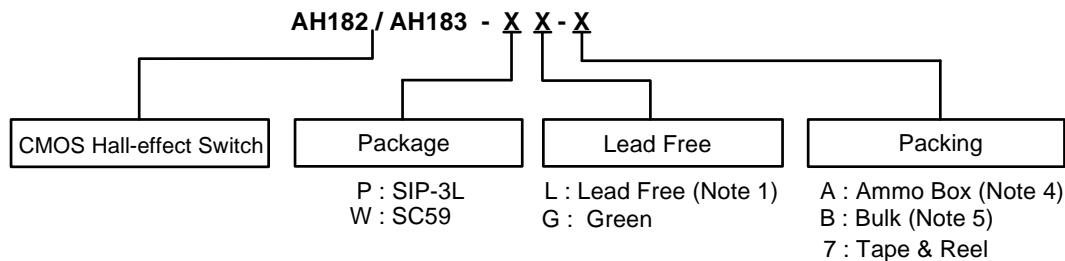 AH182 / AH183 - X X - X
CMOS Hall-effect Switch
Package
Lead Free
Packing
P : SIP-3L
W : SC59
L : Lead Free (Note 1)
G : Green
A : Ammo Box (Note 4)
B : Bulk (Note 5)
7 : Tape & Reel